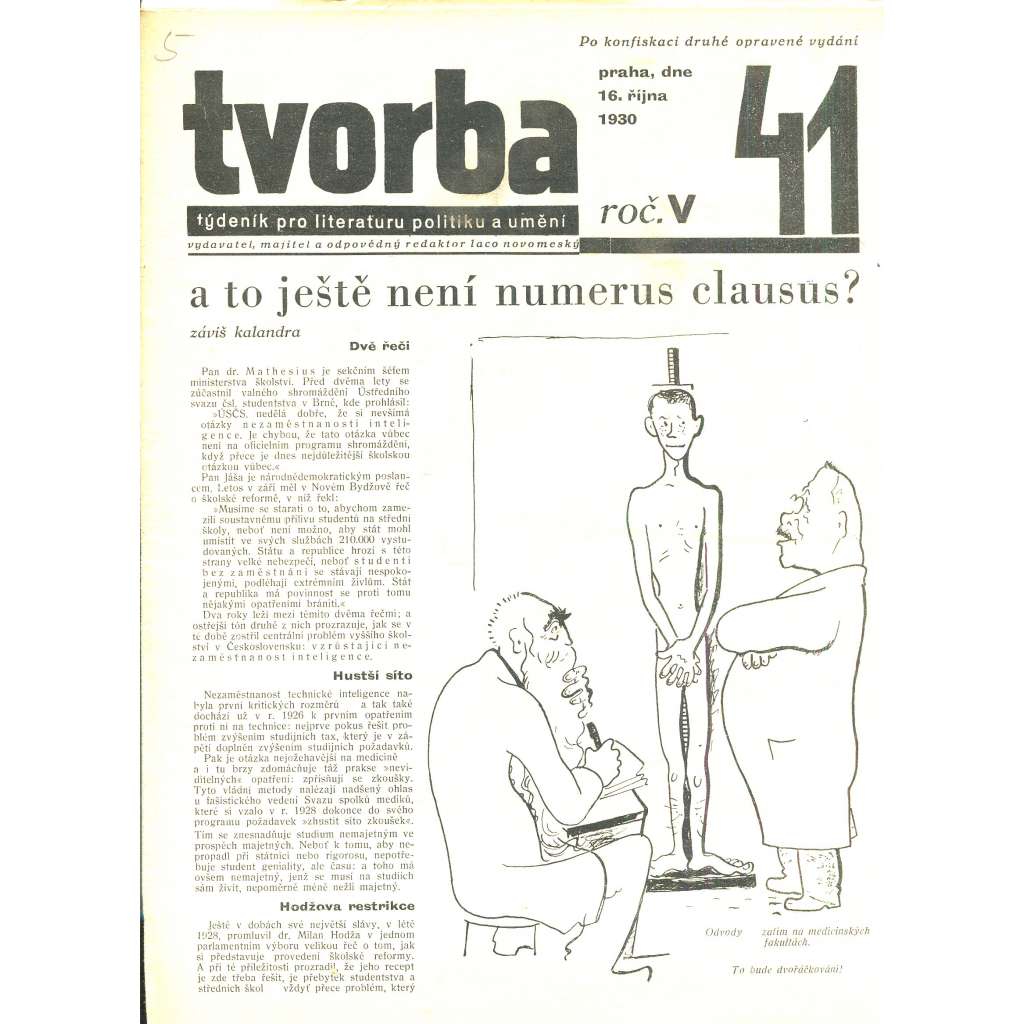 5
Po konfiskaci druhé opravené vydání
tvorba
praha, dne
16. října
1930
41
týdeník pro literaturu politiku a umění
roč. V
vydavatel, majitel a odpovědný redaktor laco novomeský
a to ještě není numerus clausus?
záviš kalandra
Dvě řeči
Pan dr. Mathesius je sekčním šéfem
ministerstva školství. Před dvěma lety se
zúčastnil valného shromáždění Ústředního
svazu čsl. studentstva v Brně, kde prohlásil:
»ÚSČS. nedělá dobře, že si nevšímá
otázky nezaměstnanosti inteli-
gence. Je chybou, že tato otázka vůbec
není na oficielním programu shromáždění,
když přece je dnes nejdůležitější školskou
otázkou vůbec.«
Pan Jáša je národnědemokratickým poslan-
cem. Letos v září měl v Novém Bydžově řeč
o školské reformě, v níž řekl:
»Musíme se starati o to, abychom zame-
zili soustavnému přílivu studentů na střední
školy, neboť není možno, aby stát mohl
umístit ve svých službách 210.000 vystu-
dovaných. Státu a republice hrozí s této
strany velké nebezpečí, neboť studenti
bez zaměstnání se stávají nespoko-
jenými, podléhají extrémním živlům. Stát
a republika má povinnost se proti tomu
nějakými opatřeními brániti.«
Dva roky leží mezi těmito dvěma řečmi; a
ostřejší tón druhé z nich prozrazuje, jak se v
té době zostřil centrální problém vyššího škol-
ství v Československu: vzrůstající ne-
zaměstnanost inteligence.
Hustší síto
Nezaměstnanost technické inteligence na-
byla první kritických rozměrů a tak také
dochází už v r. 1926 k prvním opatřením
proti ní na technice: nejprve pokus řešit pro-
blém zvýšením studijních tax, který je v zá-
pětí doplněn zvýšením studijních požadavků.
Pak je otázka nejožehavější na medicině
a i tu brzy zdomácňuje táž prakse »nevi-
ditelných« opatření: zpřísňují se zkoušky.
Tyto vládní metody nalézají nadšený ohlas
u fašistického vedení Svazu spolků mediků,
které si vzalo v r. 1928 dokonce do svého
programu požadavek »zhustit síto zkoušek«.
Tím se znesnadňuje studium nemajetným ve
prospěch majetných. Neboť k tomu, aby ne-
propadl při státnici nebo rigorosu, nepotře-
buje student geniality, ale času: a toho má
ovšem nemajetný, jenž se musí na studiích
sám živit, nepoměrně méně nežli majetný.
Hodžova restrikce
Ještě v dobách své největší slávy, v létě
1928, promluvil dr. Milan Hodža v jednom
parlamentním výboru velikou řeč o tom, jak
si představuje provedení školské reformy.
A při té příležitosti prozradil, že jeho recept
je zde třeba řešit, je přebytek studentstva a
středních škol vždyť přece problém, který
Odvody zatím na medicinských
fakultách.
To bude dvořáčkování!